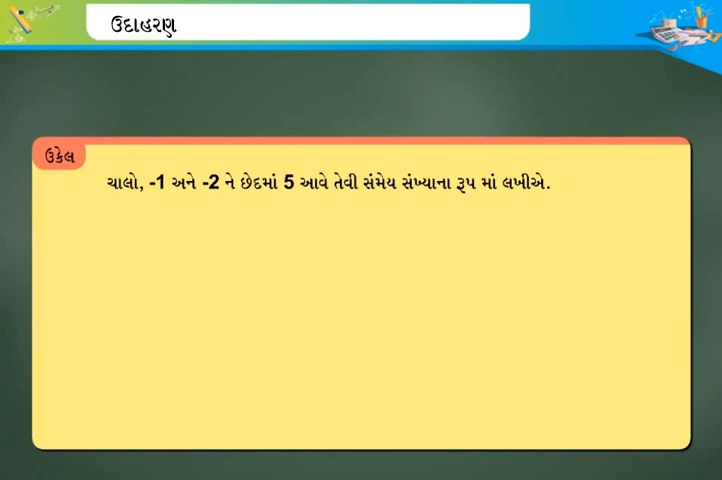 ઉદાહરણ
ઉકેલ
ચાલો, -1 અને -2 ને છેદમાં 5 આવે તેવી સંમેય સંખ્યાના રૂપ માં લખીએ.